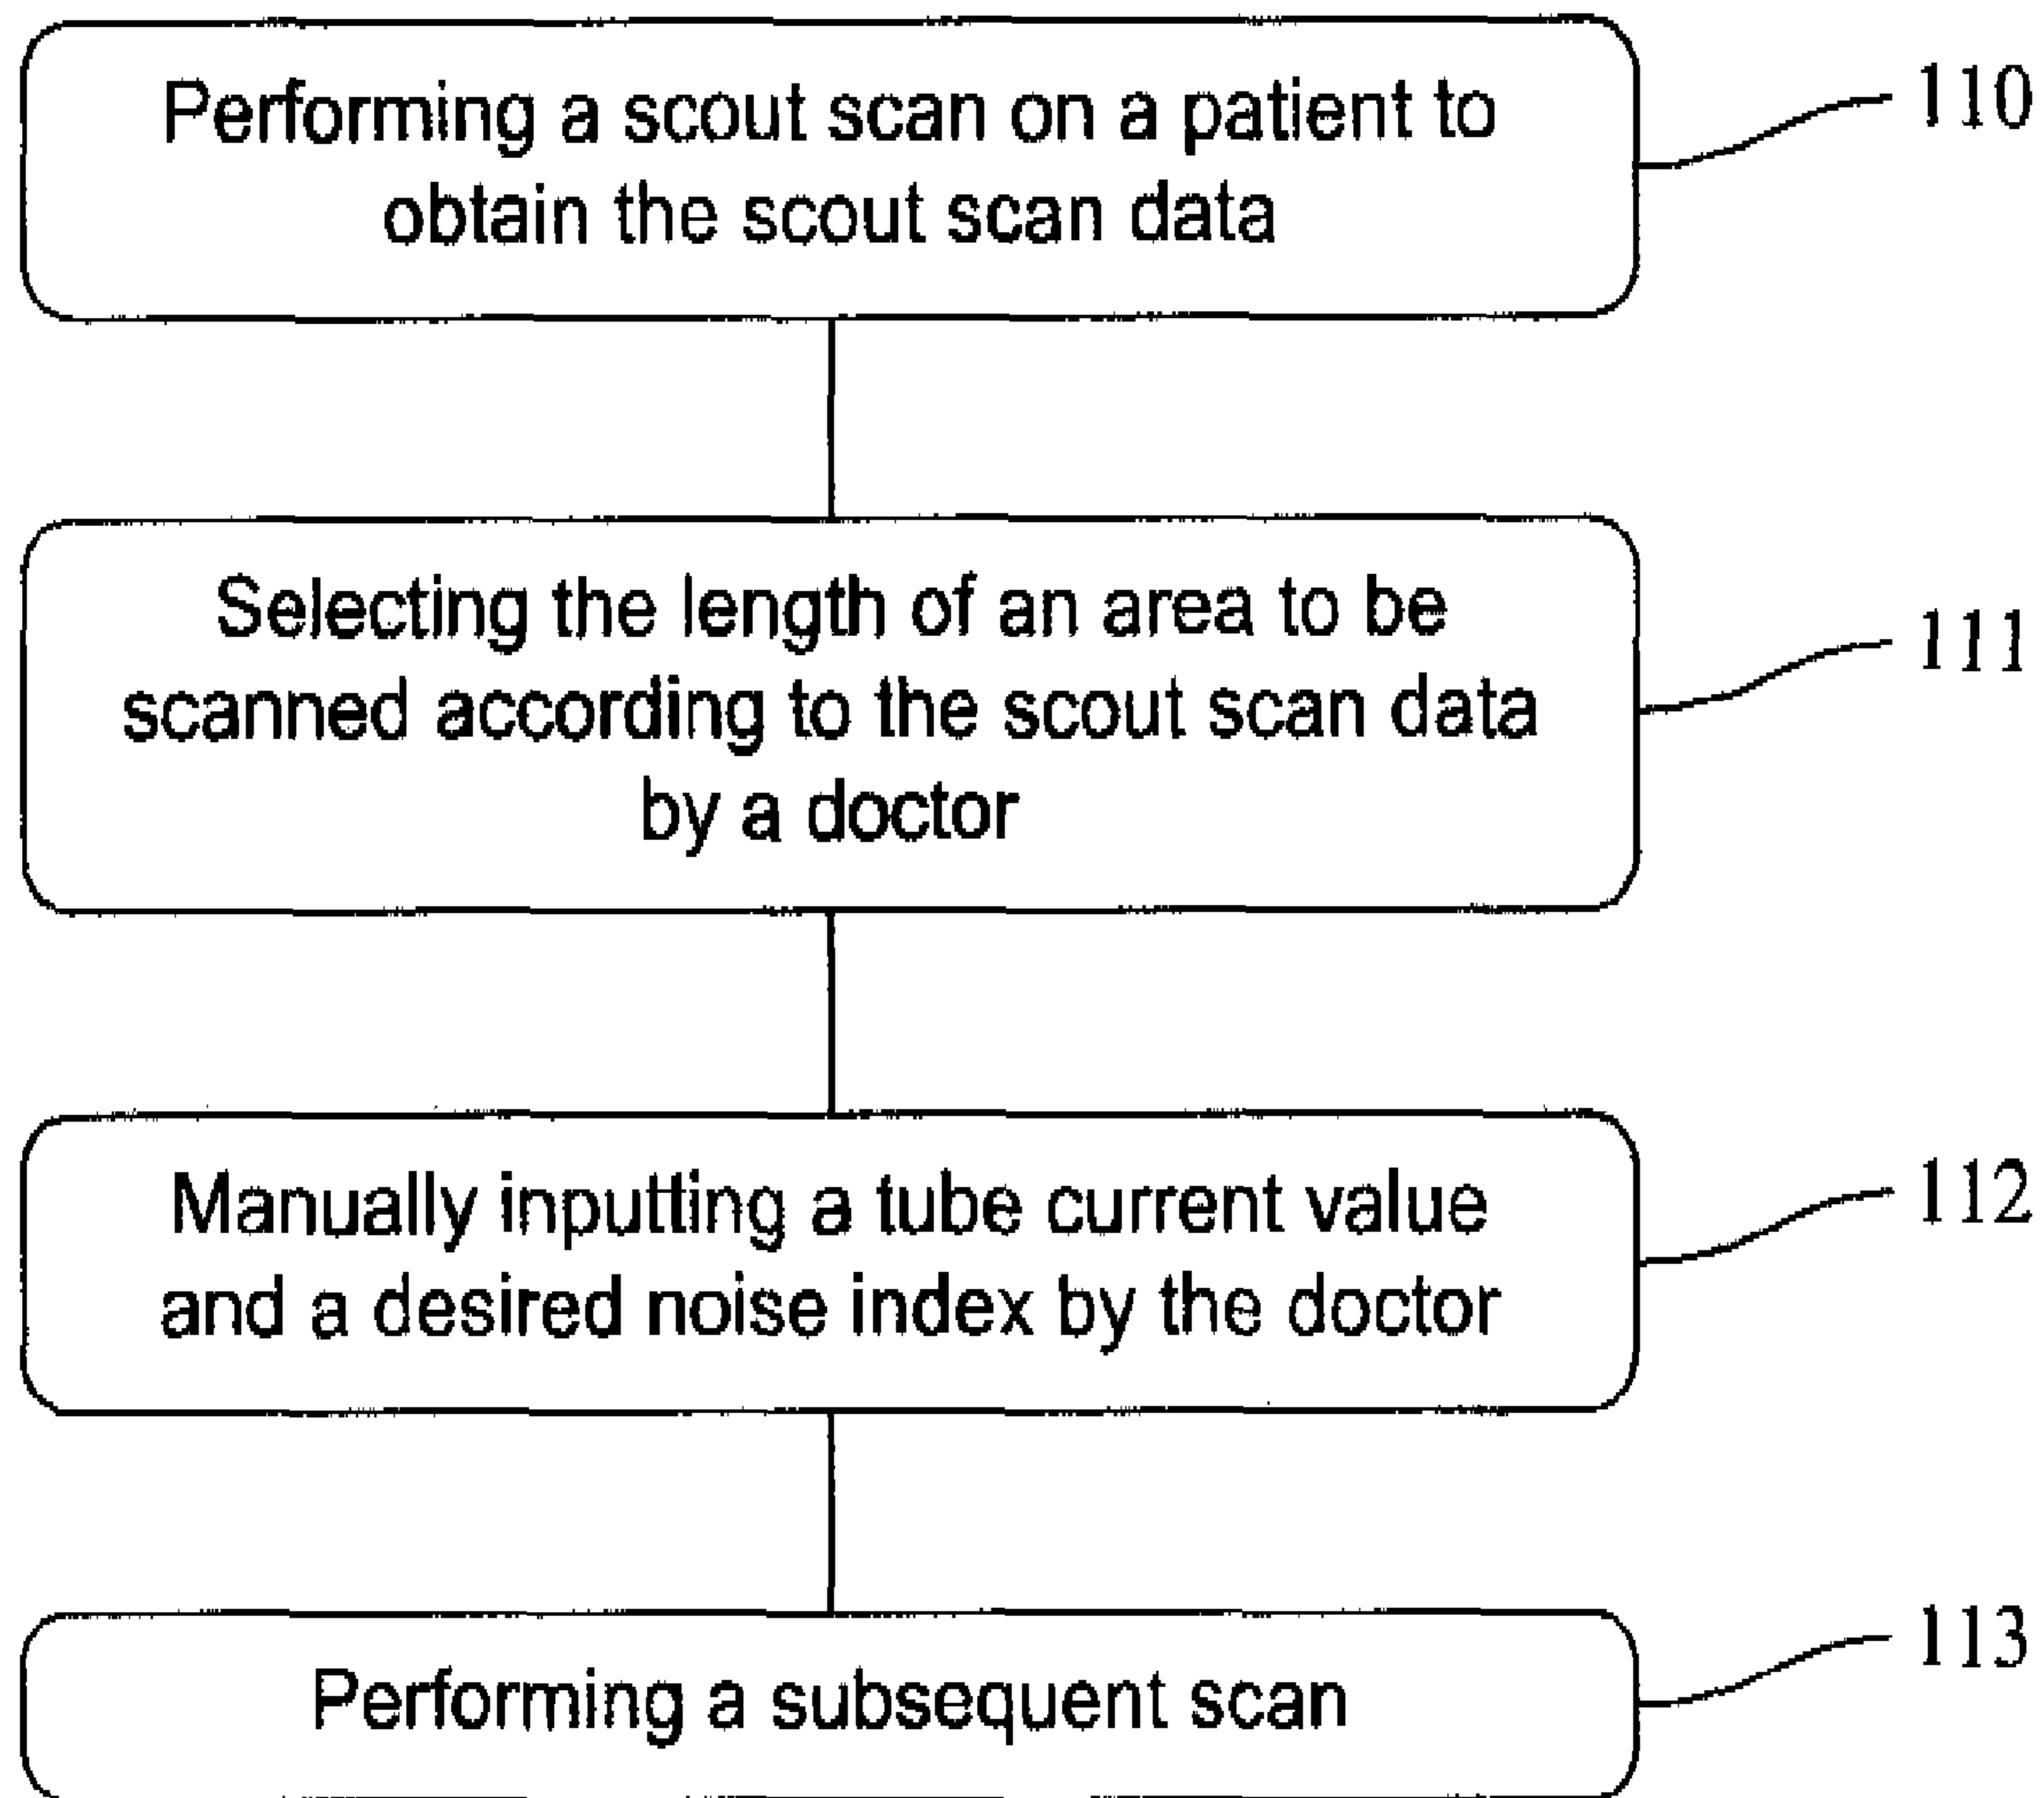 Performing a scout scan on a patient to
obtain the scout scan data
110
Selecting the length of an area to be
scanned according to the scout scan data
by a doctor
111
Manually inputting a tube current value
and a desired noise index by the doctor
112
Performing a subsequent scan
113